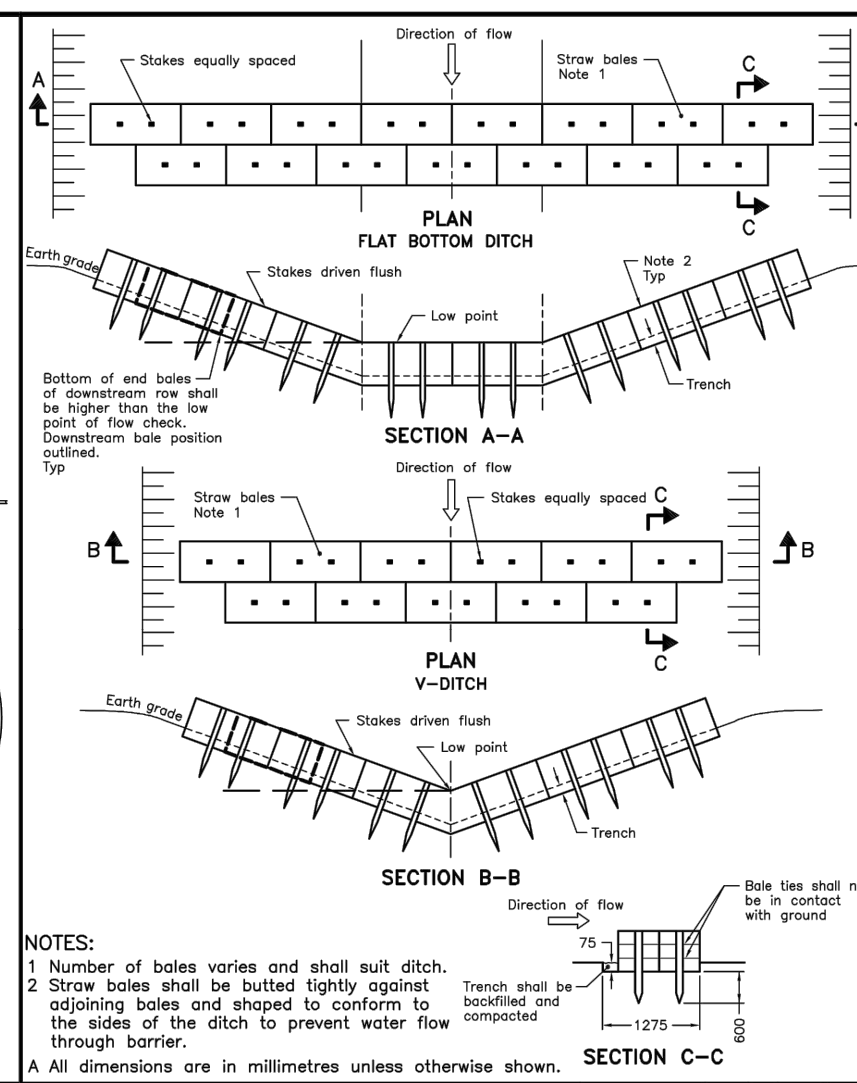 Direction of flow
Stakes equally spaced
Straw bales
Note 1
C
A
C
PLAN
FLAT BOTTOM DITCH
Earth grade
Stakes driven flush
Note 2
Typ
Low point
Trench
Bottom of end bales
of downstream row shall
be higher than the low
point of flow check.
Downstream bale position
outlined.
Typ
SECTION A-A
Direction of flow
Straw bales
Note 1
Stakes equally spaced
C
B
B
C
PLAN
V-DITCH
Earth grade
Stakes driven flush
Low point
Trench
SECTION B-B
Direction of flow
Bale ties shall n
be in contact
with ground
75
Trench shall be
backfilled and
compacted
1275
600
SECTION C-C
NOTES:
1 Number of bales varies and shall suit ditch.
2 Straw bales shall be butted tightly against
adjoining bales and shaped to conform to
the sides of the ditch to prevent water flow
through barrier.
A All dimensions are in millimetres unless otherwise shown.